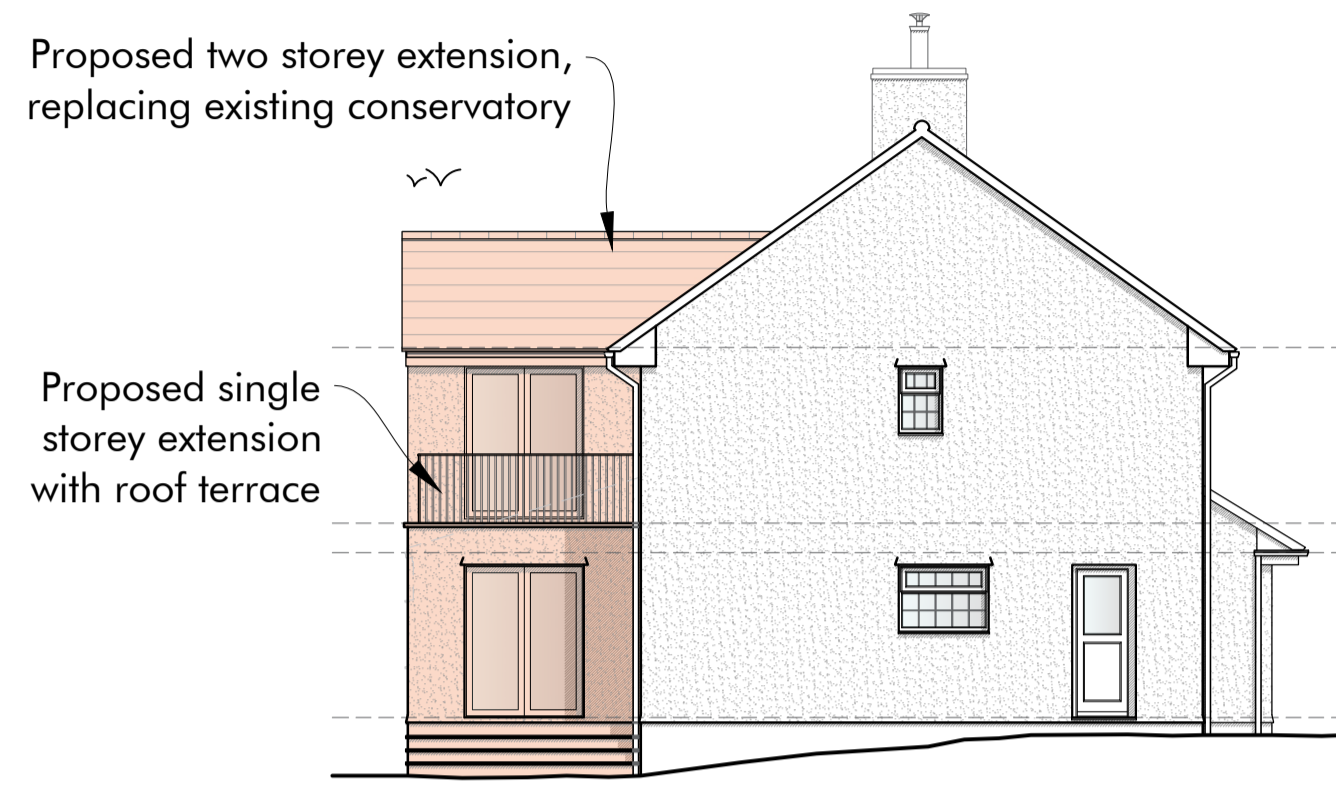 Proposed two storey extension,
replacing existing conservatory
Proposed single
storey extension
with roof terrace